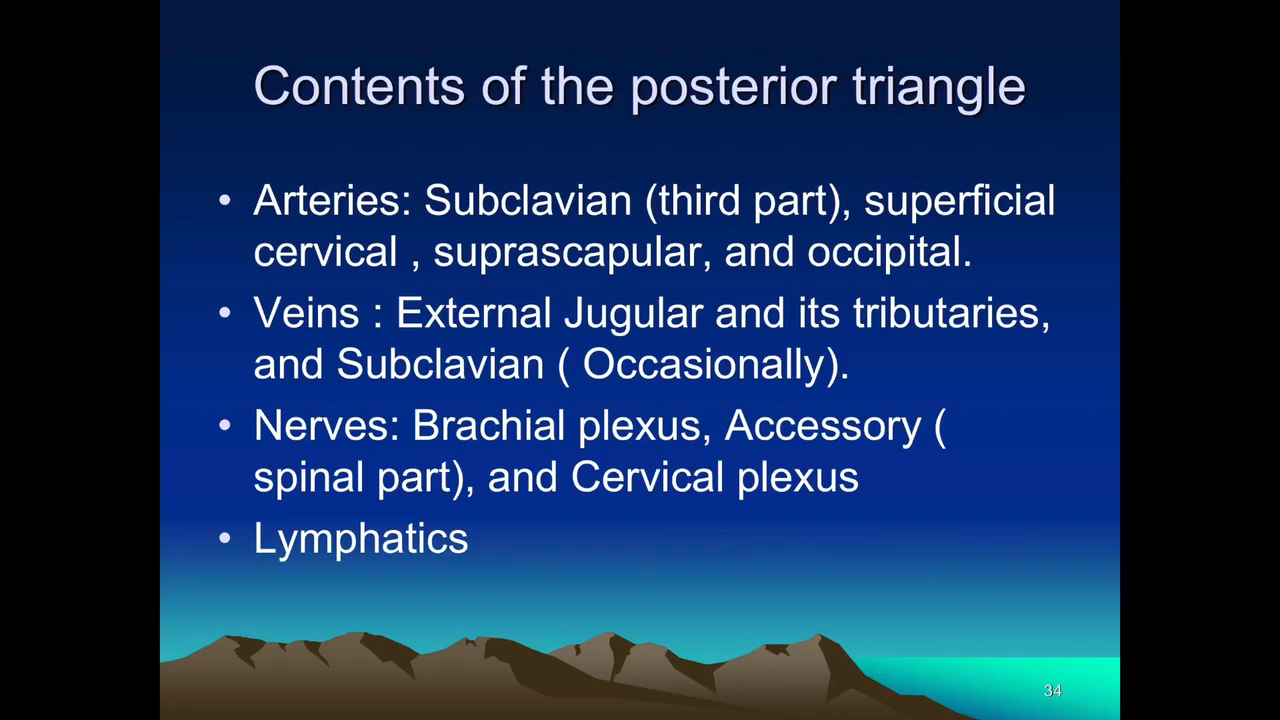 Contents of the posterior triangle
• Arteries: Subclavian (third part), superficial
cervical , suprascapular, and occipital.
• Veins : External Jugular and its tributaries,
and Subclavian ( Occasionally).
• Nerves: Brachial plexus, Accessory (
spinal part), and Cervical plexus
• Lymphatics
34